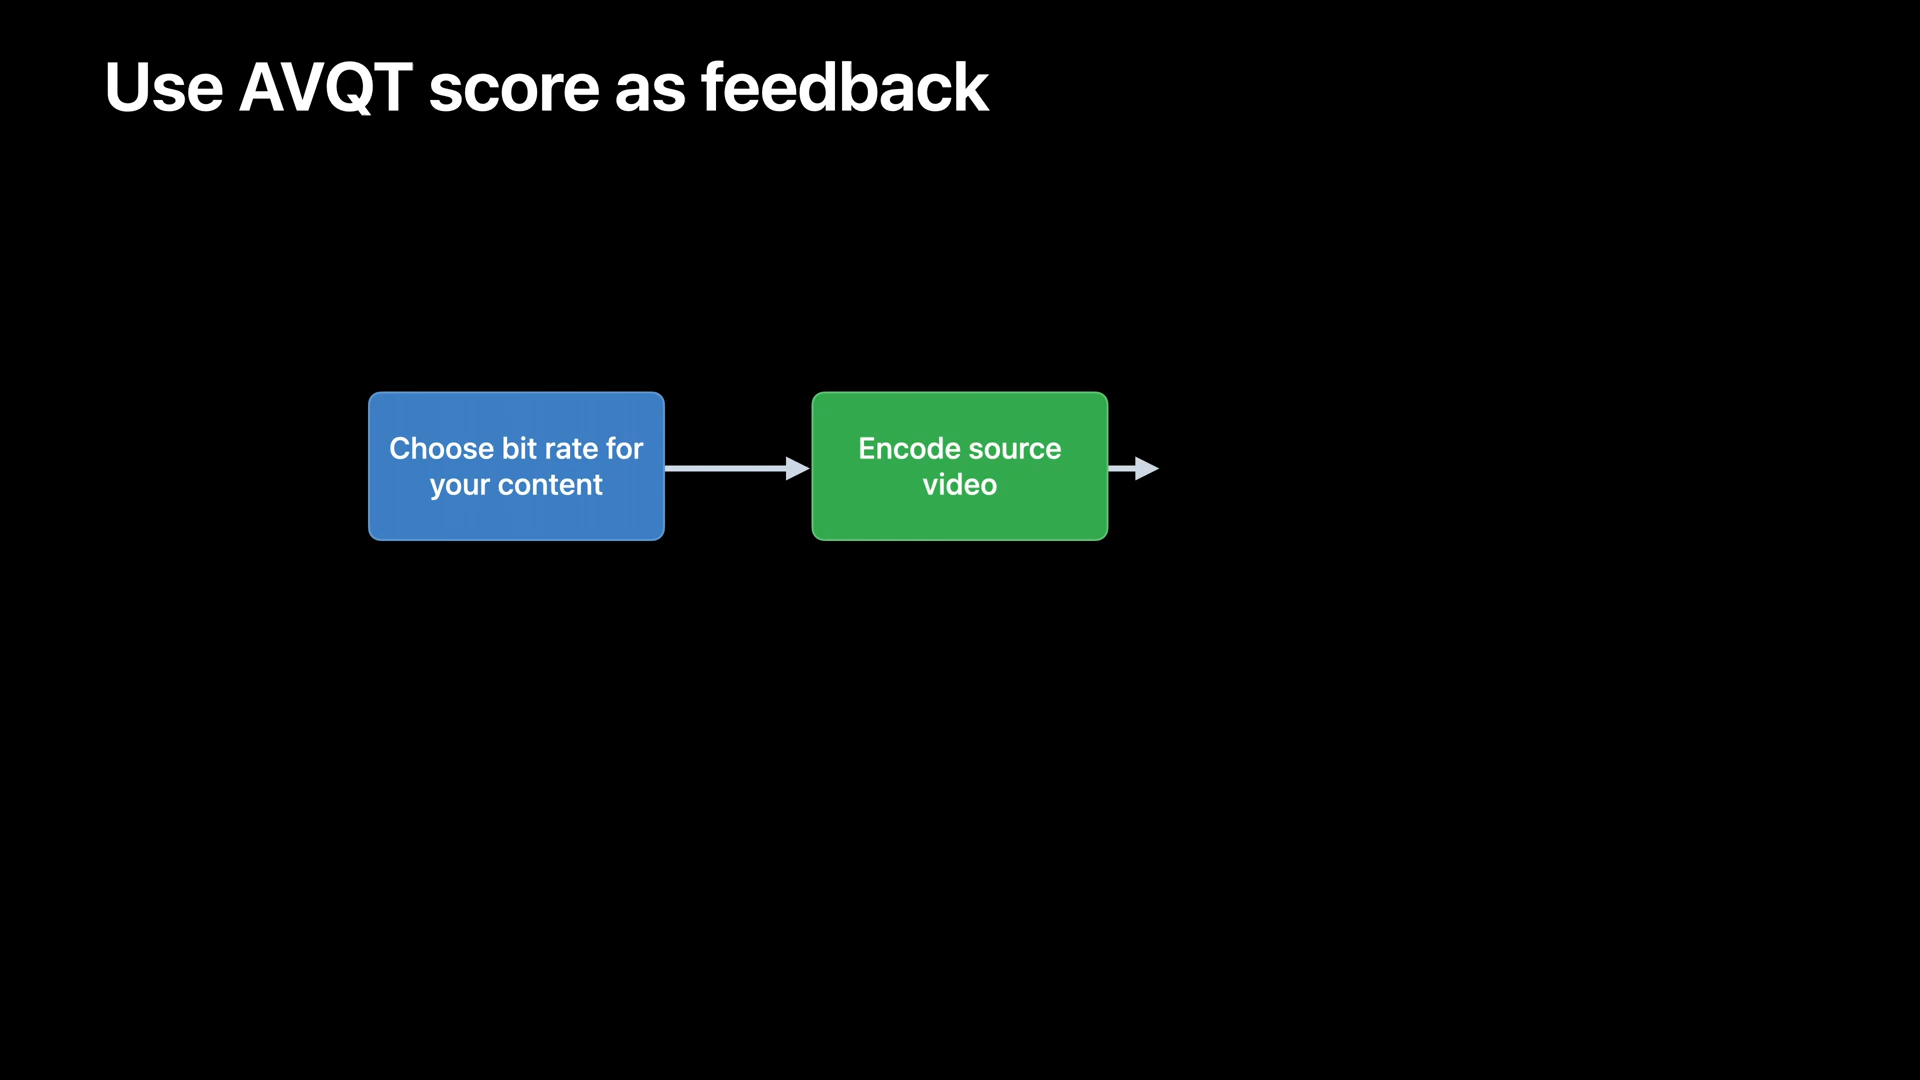 Use AVQT score as feedback
Choose bit rate for
your content
Encode source
video